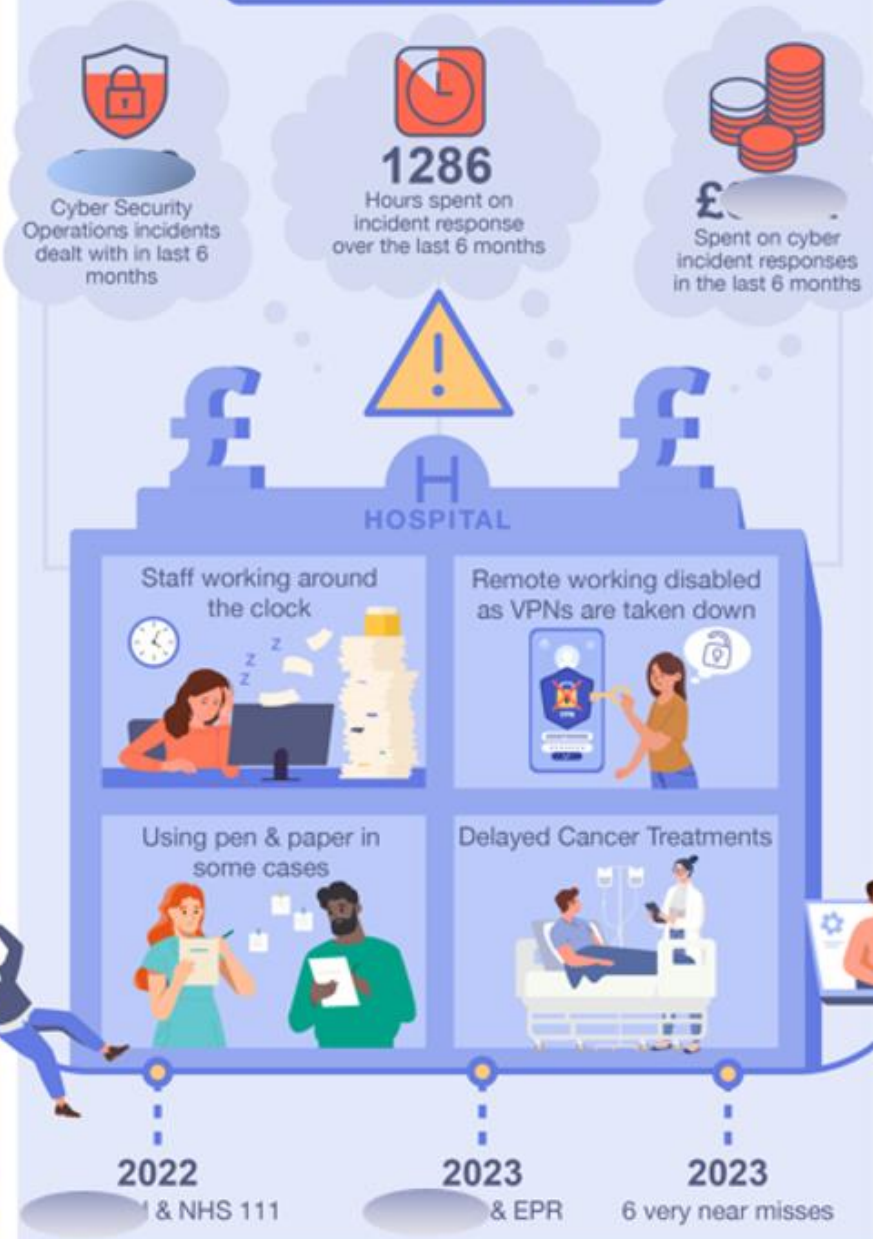 Cyber Security
Operations incidents
dealt with in last 6
months
1286
Hours spent on
incident response
over the last 6 months
£
Spent on cyber
incident responses
in the last 6 months
£
£
H
HOSPITAL
Staff working around
the clock
z
z
z
Remote working disabled
as VPNs are taken down
VPN
Using pen & paper in
some cases
Delayed Cancer Treatments
2022
& NHS 111
2023
& EPR
2023
6 very near misses